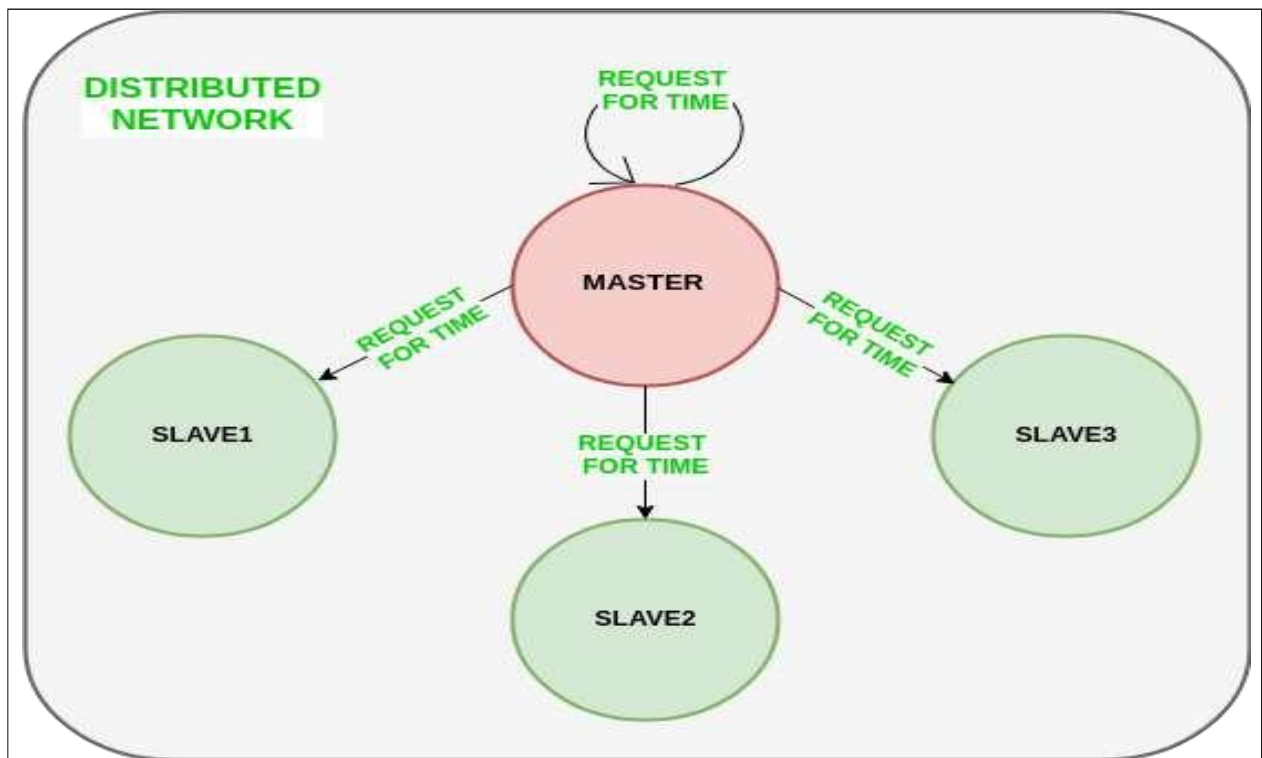 DISTRIBUTED
NETWORK
REQUEST
FOR TIME
MASTER
REQUEST
FOR TIME
REQUEST
FOR TIME
SLAVE1
REQUEST
FOR TIME
SLAVE3
SLAVE2